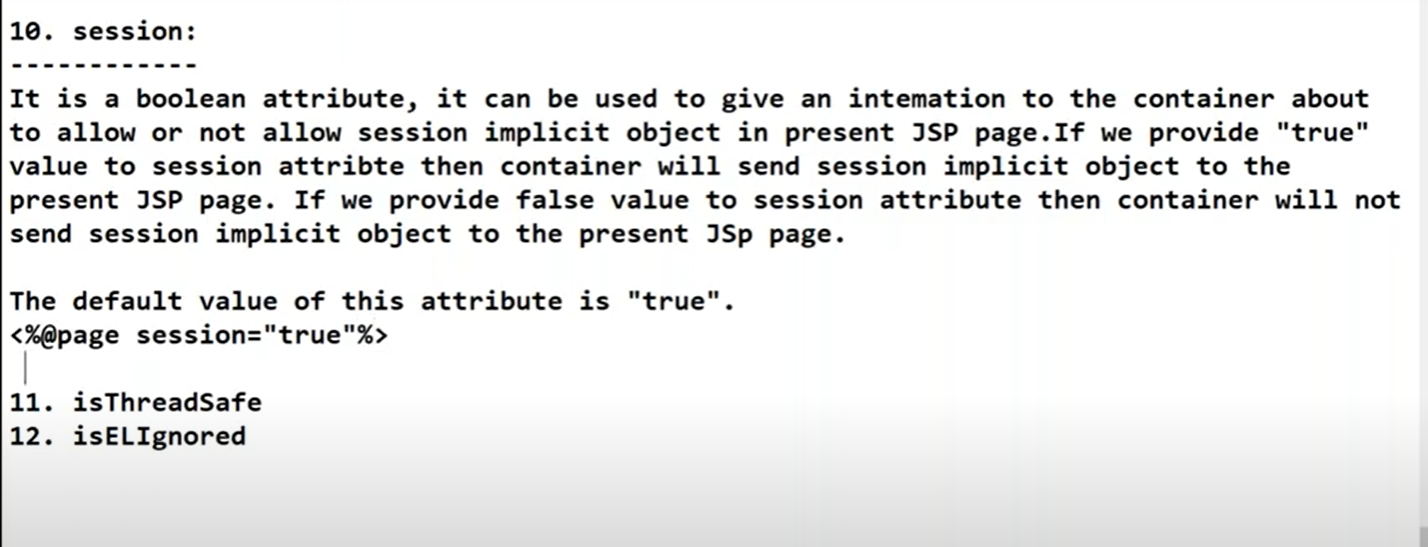 10. session:
------------
It is a boolean attribute, it can be used to give an intemation to the container about
to allow or not allow session implicit object in present JSP page.If we provide "true"
value to session attribte then container will send session implicit object to the
present JSP page. If we provide false value to session attribute then container will not
send session implicit object to the present JSp page.
The default value of this attribute is "true".
<%@page session="true"%>
11. isThreadSafe
12. isELIgnored